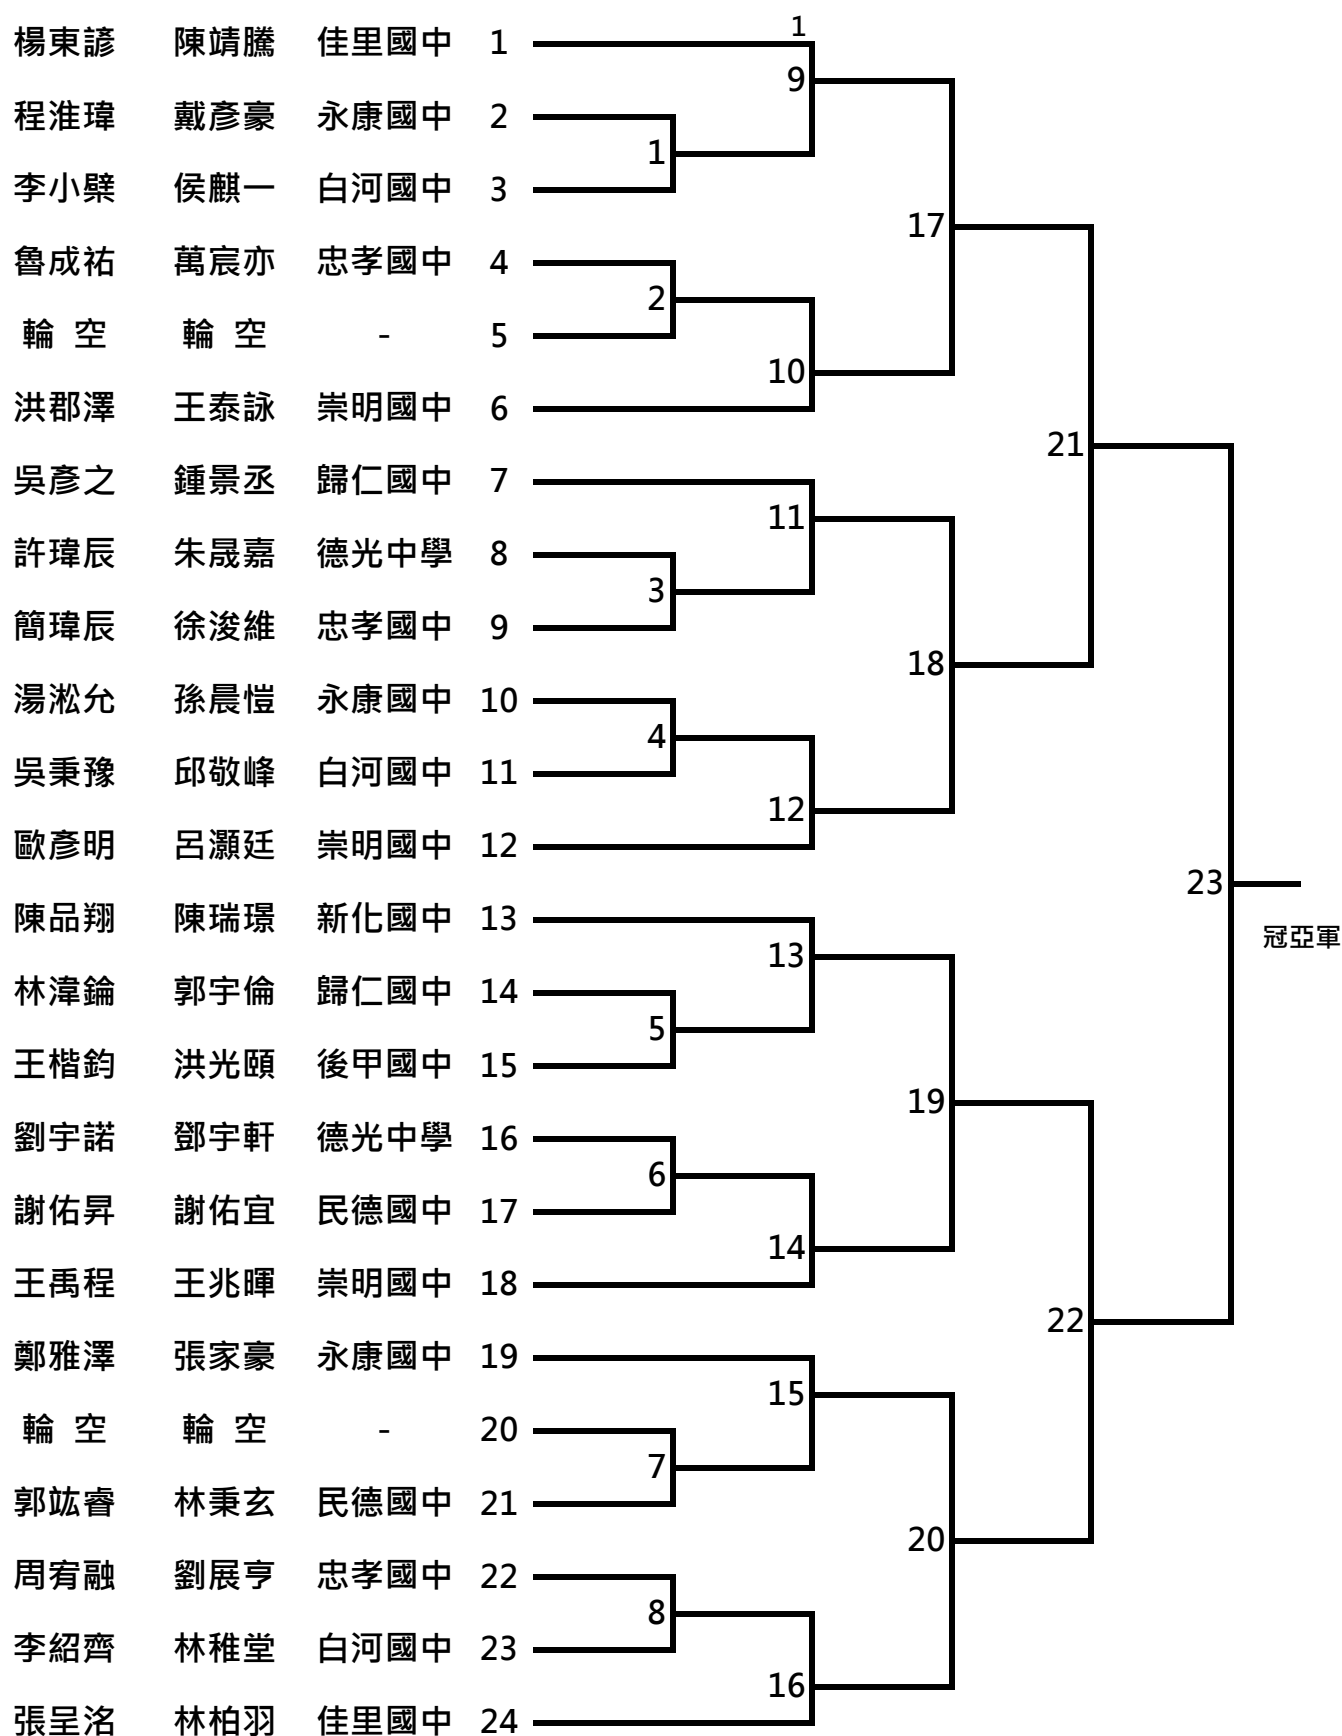 1
楊東諺 陳靖騰 佳里國中 1
9
程淮瑋 戴彥豪 永康國中 2
1
李小檗 侯麒一 白河國中 3
17
魯成祐 萬宸亦 忠孝國中 4
2
輪 空 輪 空 - 5
10
洪郡澤 王泰詠 崇明國中 6
21
吳彥之 鍾景丞 歸仁國中 7
11
許瑋辰 朱晟嘉 德光中學 8
3
簡瑋辰 徐浚維 忠孝國中 9
18
湯淞允 孫晨愷 永康國中 10
4
吳秉豫 邱敬峰 白河國中 11
12
歐彥明 呂灝廷 崇明國中 12
23
陳品翔 陳瑞璟 新化國中 13
冠亞軍
13
林湋錀 郭宇倫 歸仁國中 14
5
王楷鈞 洪光頤 後甲國中 15
19
劉宇諾 鄧宇軒 德光中學 16
6
謝佑昇 謝佑宜 民德國中 17
14
王禹程 王兆暉 崇明國中 18
22
鄭雅澤 張家豪 永康國中 19
15
輪 空 輪 空 - 20
7
郭竑睿 林秉玄 民德國中 21
20
周宥融 劉展亨 忠孝國中 22
8
李紹齊 林稚堂 白河國中 23
16
張呈洺 林柏羽 佳里國中 24